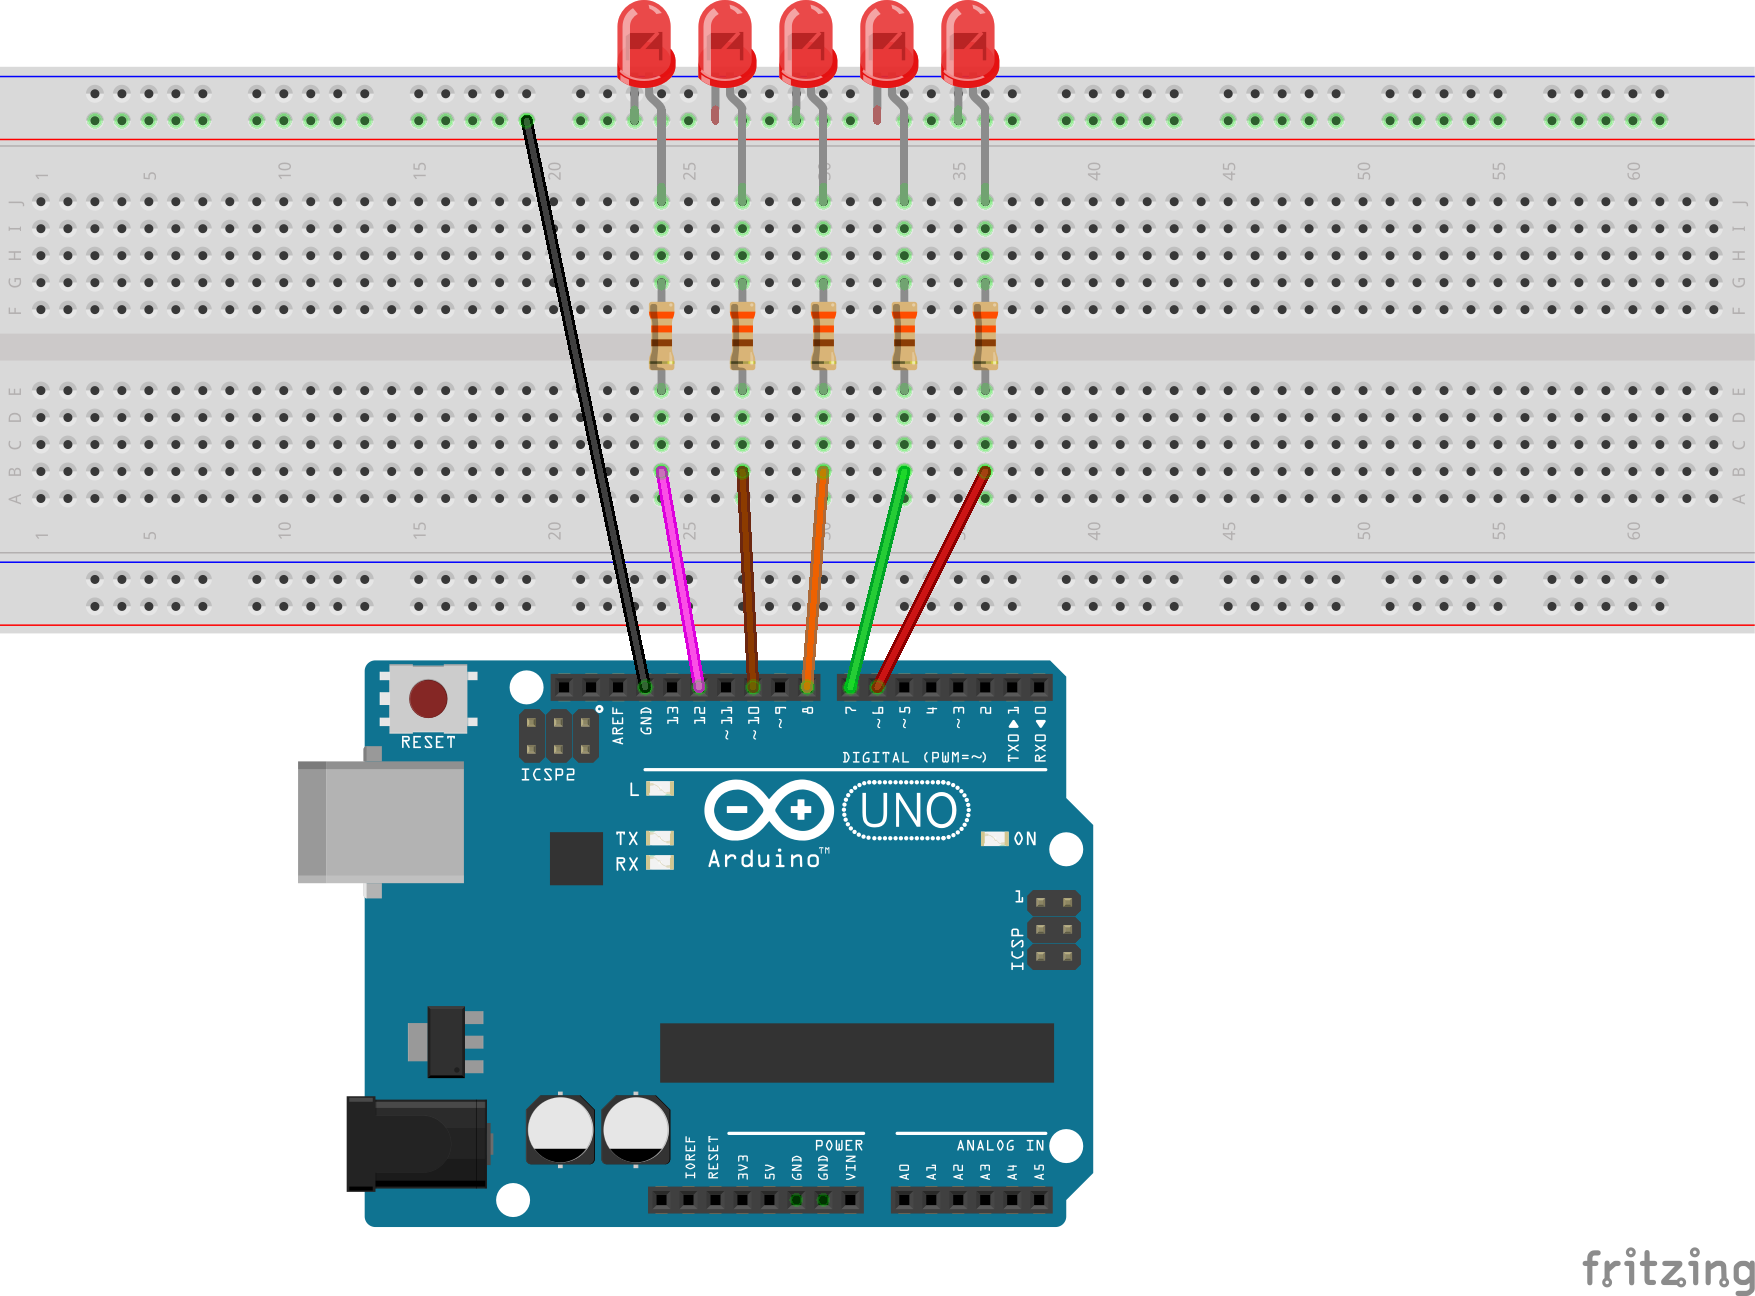 1 5 10 15 20 25 30 35 40 45 50 55 60
J J
I I
H H
G G
F F
E E
D D
C C
B B
A A
1 5 10 15 20 25 30 35 40 45 50 55 60
RESET
ICSP2
AREF GND 13 12 ~11 ~10 ~9 8 7 ~6 ~5 4 ~3 2 TX0▶1 RX0◀0
DIGITAL (PWM=~)
L
TX
RX
Arduino™
UNO
ON
1
ICSP
POWER
ANALOG IN
IOREF RESET 3V3 5V GND GND VIN A0 A1 A2 A3 A4 A5
fritzing